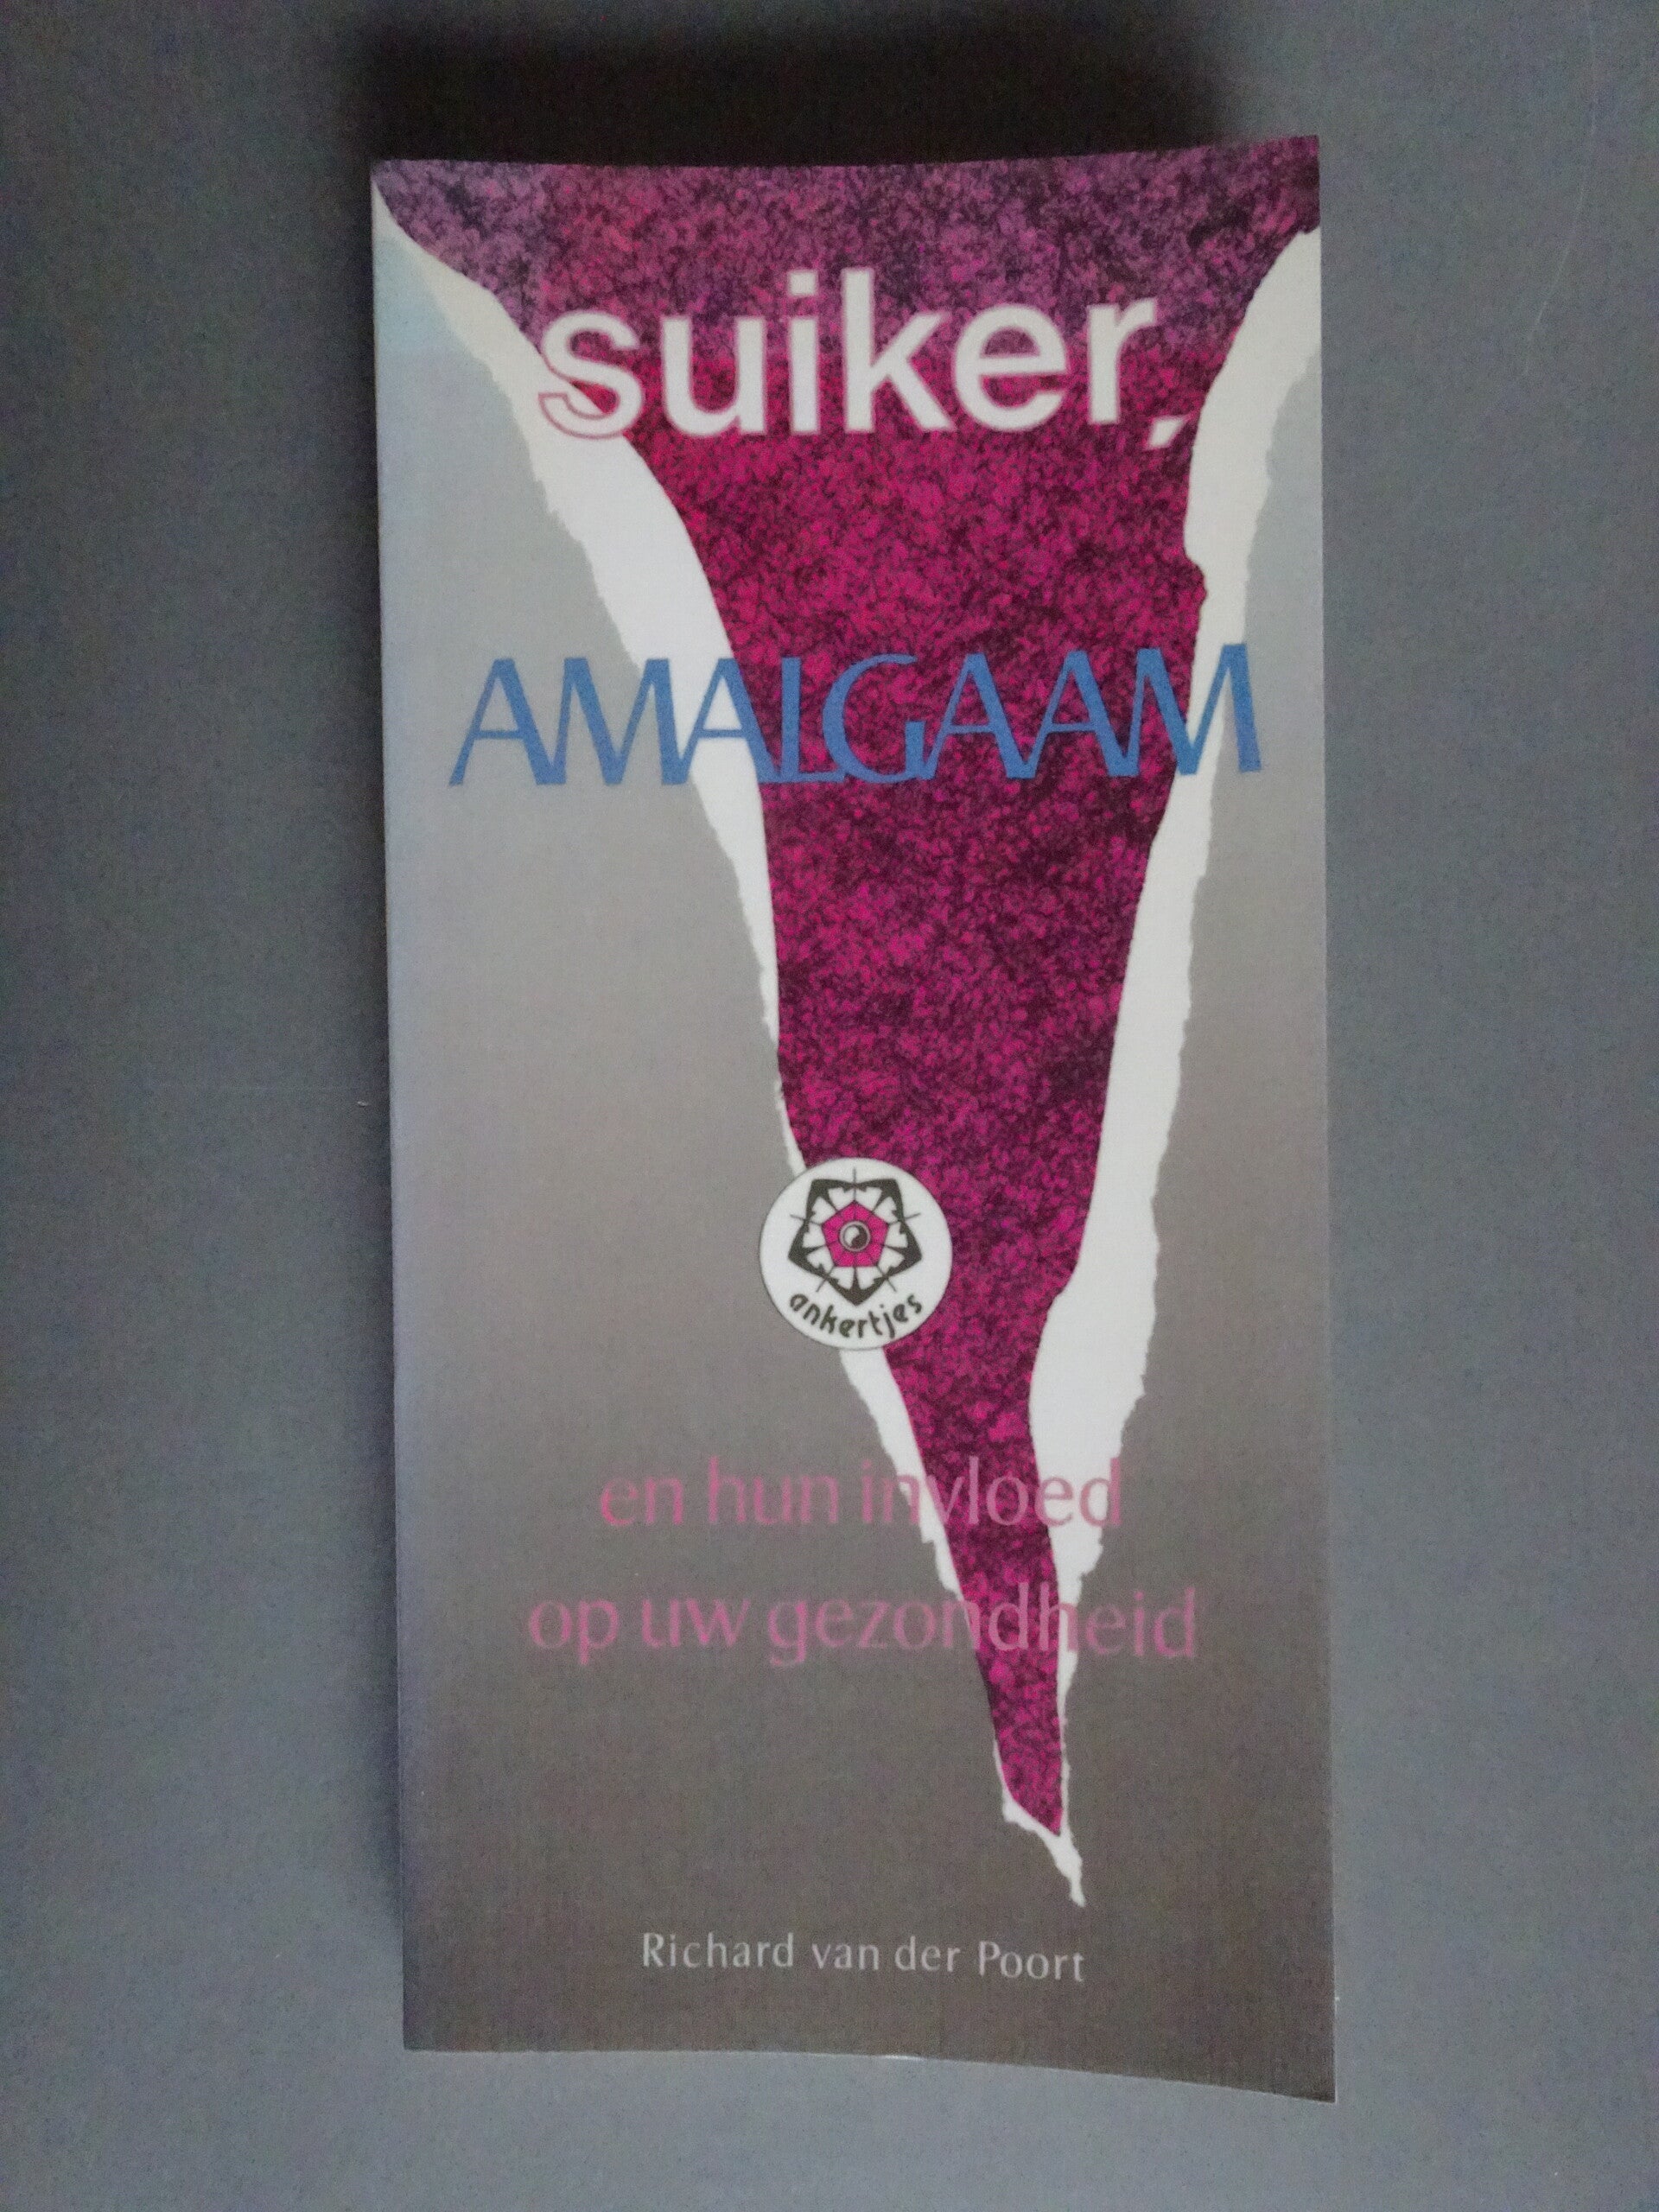 suiker,
AMALGAAM
ankertjes
en hun invloed
op uw gezondheid
Richard van der Poort